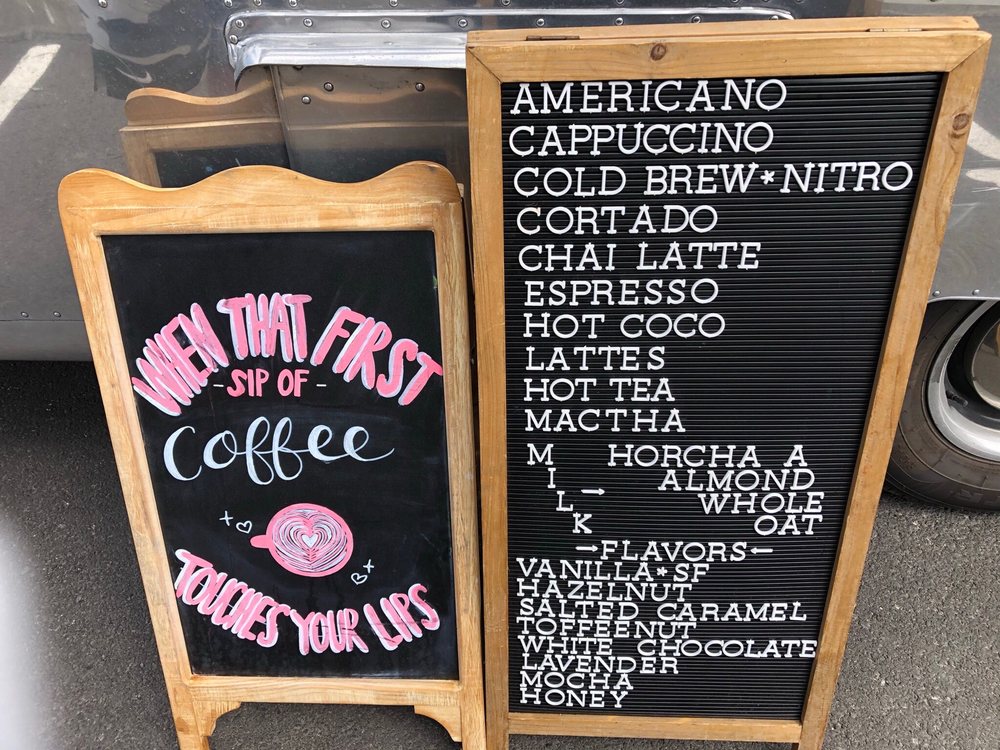 WHEN THAT FIRST
- SIP OF -
Coffee
TOUCHES YOUR LIPS
AMERICANO
CAPPUCCINO
COLD BREW*NITRO
CORTADO
CHAI LATTE
ESPRESSO
HOT COCO
LATTES
HOT TEA
MACTHA
MILK →
HORCHA A
ALMOND
WHOLE
OAT
→FLAVORS←
VANILLA*SF
HAZELNUT
SALTED CARAMEL
TOFFEENUT
WHITE CHOCOLATE
LAVENDER
MOCHA
HONEY